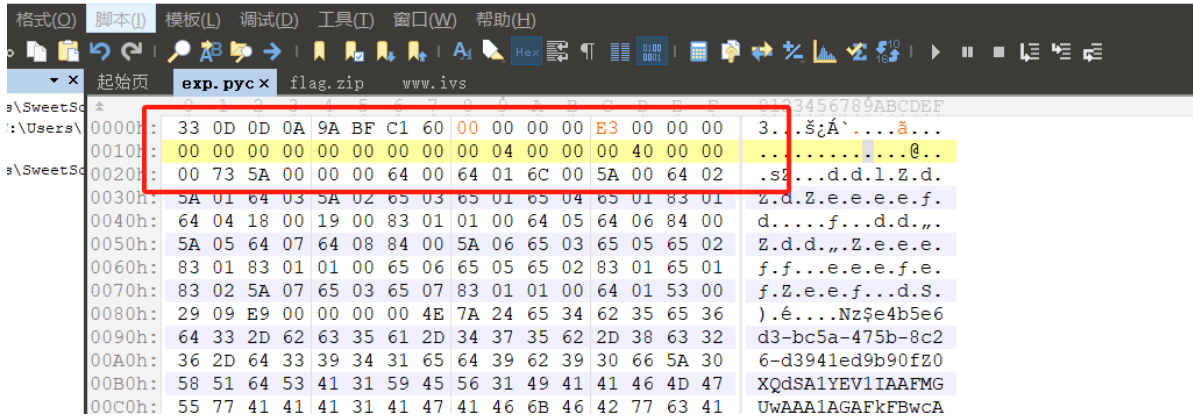 格式(O) 脚本(I) 模板(L) 调试(D) 工具(T) 窗口(W) 帮助(H)
起始页 exp.pyc × flag.zip www.ivs
s\SweetSc
:\Users\
s\SweetSc
0 1 2 3 4 5 6 7 8 9 A B C D E F 0123456789ABCDEF
0000h: 33 0D 0D 0A 9A BF C1 60 00 00 00 00 E3 00 00 00 3...š¿Á`....ã...
0010h: 00 00 00 00 00 00 00 00 00 04 00 00 00 40 00 00 .............@..
0020h: 00 73 5A 00 00 00 64 00 64 01 6C 00 5A 00 64 02 .sZ...d.d.l.Z.d.
0030h: 5A 01 64 03 5A 02 65 03 65 01 65 04 65 01 83 01 Z.d.Z.e.e.e.e.ƒ.
0040h: 64 04 18 00 19 00 83 01 01 00 64 05 64 06 84 00 d.....ƒ...d.d.„.
0050h: 5A 05 64 07 64 08 84 00 5A 06 65 03 65 05 65 02 Z.d.d.„.Z.e.e.e.
0060h: 83 01 83 01 01 00 65 06 65 05 65 02 83 01 65 01 ƒ.ƒ...e.e.e.ƒ.e.
0070h: 83 02 5A 07 65 03 65 07 83 01 01 00 64 01 53 00 ƒ.Z.e.e.ƒ...d.S.
0080h: 29 09 E9 00 00 00 00 4E 7A 24 65 34 62 35 65 36 ).é....Nz$e4b5e6
0090h: 64 33 2D 62 63 35 61 2D 34 37 35 62 2D 38 63 32 d3-bc5a-475b-8c2
00A0h: 36 2D 64 33 39 34 31 65 64 39 62 39 30 66 5A 30 6-d3941ed9b90fZ0
00B0h: 58 51 64 53 41 31 59 45 56 31 49 41 41 46 4D 47 XQdSA1YEV1IAAFMG
00C0h: 55 77 41 41 41 31 41 47 41 46 6B 46 42 77 63 41 UwAAA1AGAFkFBwcA